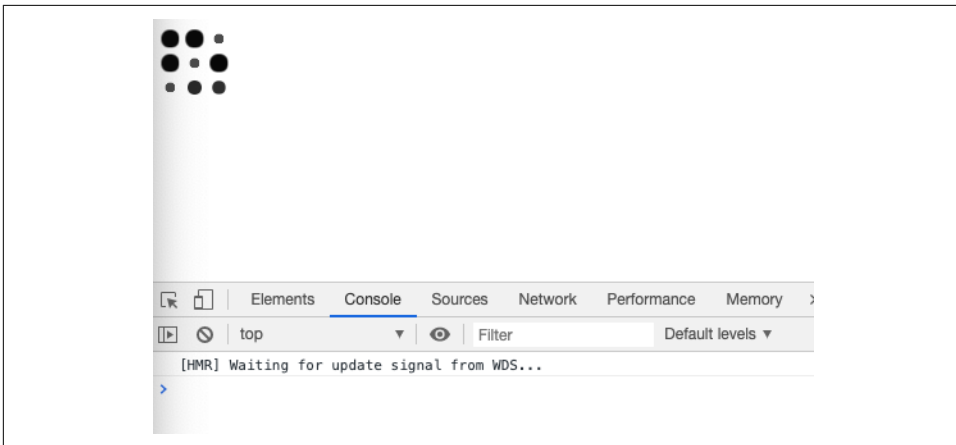 Elements Console Sources Network Performance Memory
top Filter Default levels ▼
[HMR] Waiting for update signal from WDS...